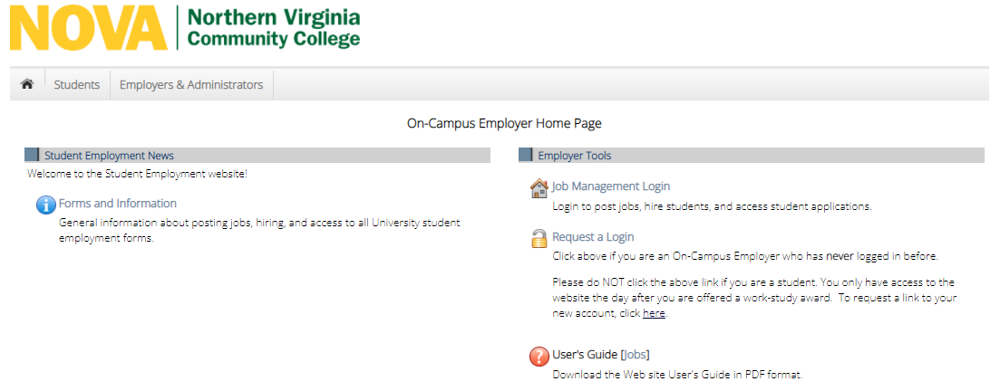 NOVA
Northern Virginia
Community College
Students
Employers & Administrators
On-Campus Employer Home Page
Student Employment News
Welcome to the Student Employment website!
Forms and Information
General information about posting jobs, hiring, and access to all University student
employment forms.
Employer Tools
Job Management Login
Login to post jobs, hire students, and access student applications.
Request a Login
Click above if you are an On-Campus Employer who has never logged in before.
Please do NOT click the above link if you are a student. You only have access to the
website the day after you are offered a work-study award. To request a link to your
new account, click here.
User's Guide [Jobs]
Download the Web site User's Guide in PDF format.